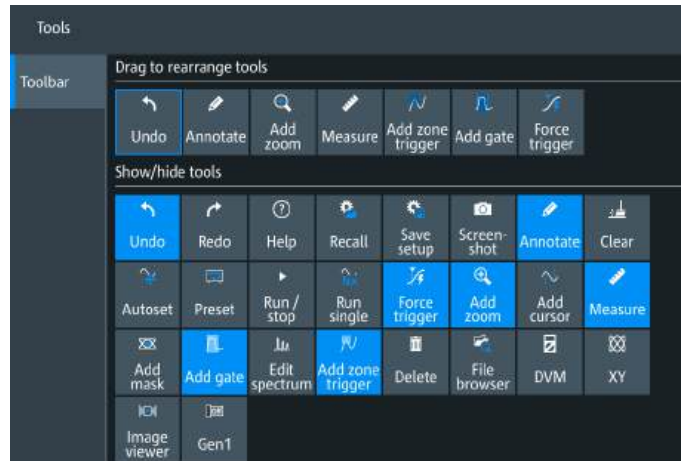 Tools
Toolbar
Drag to rearrange tools
Undo
Annotate
Add
zoom
Measure
Add zone
trigger
Add gate
Force
trigger
Show/hide tools
Undo
Redo
Help
Recall
Save
setup
Screen-
shot
Annotate
Clear
Autoset
Preset
Run /
stop
Run
single
Force
trigger
Add
zoom
Add
cursor
Measure
Add
mask
Add gate
Edit
spectrum
Add zone
trigger
Delete
File
browser
DVM
XY
Image
viewer
Gen1